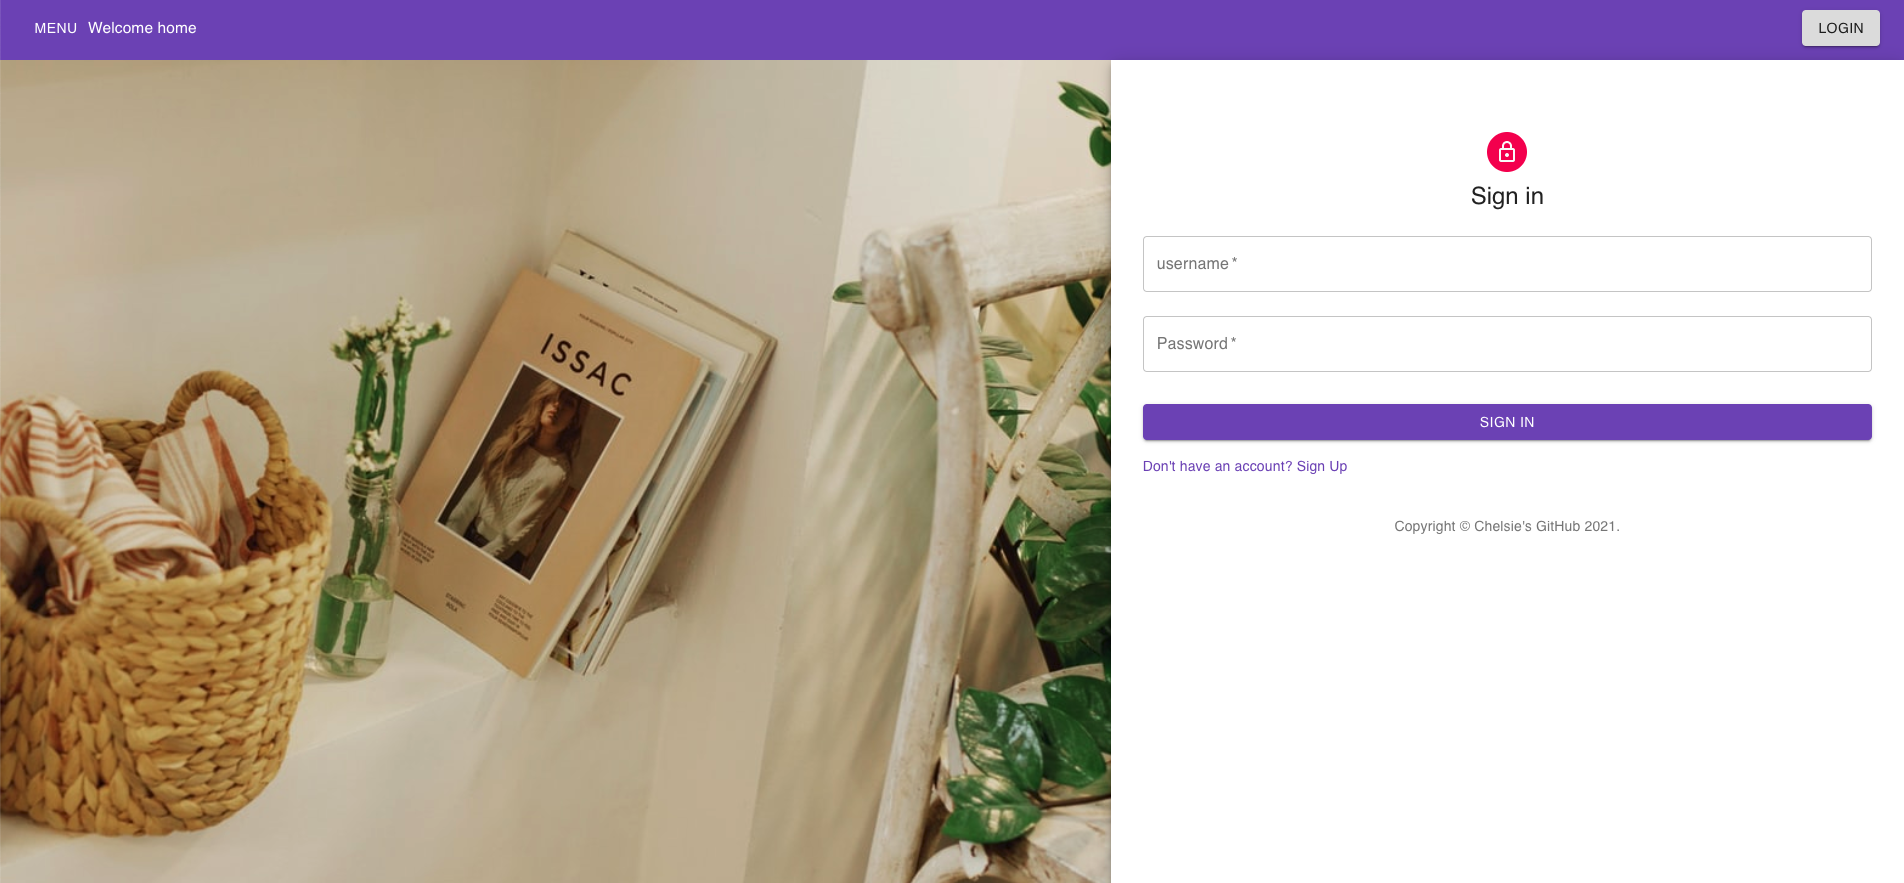 MENU Welcome home
LOGIN
ISSAC
Sign in
username *
Password *
SIGN IN
Don't have an account? Sign Up
Copyright © Chelsie's GitHub 2021.